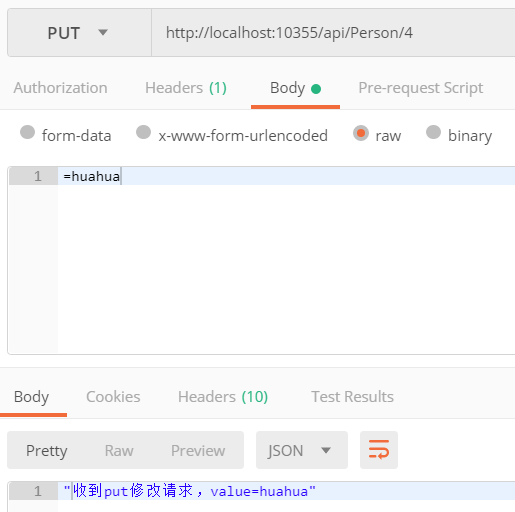 PUT http://localhost:10355/api/Person/4
Authorization Headers (1) Body Pre-request Script
form-data x-www-form-urlencoded raw binary
1 =huahua
Body Cookies Headers (10) Test Results
Pretty Raw Preview JSON
1 "收到put修改请求，value=huahua"